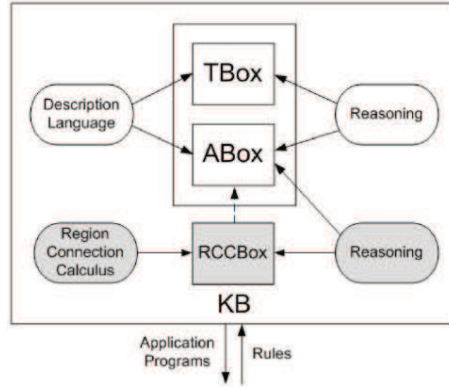 TBox
Description
Language
Reasoning
ABox
Region
Connection
Calculus
RCCBox
Reasoning
KB
Application
Programs
Rules